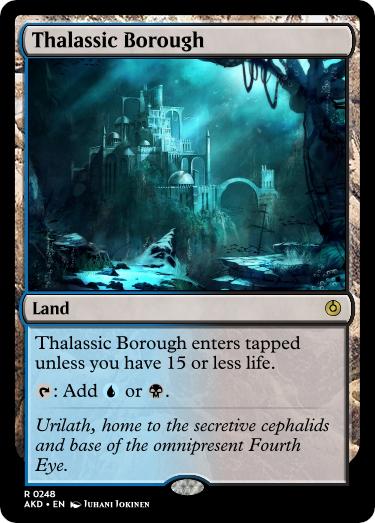 Thalassic Borough
Land
Thalassic Borough enters tapped
unless you have 15 or less life.
: Add or .
Urilath, home to the secretive cephalids
and base of the omnipresent Fourth
Eye.
R 0248
AKD • EN JUHANI JOKINEN